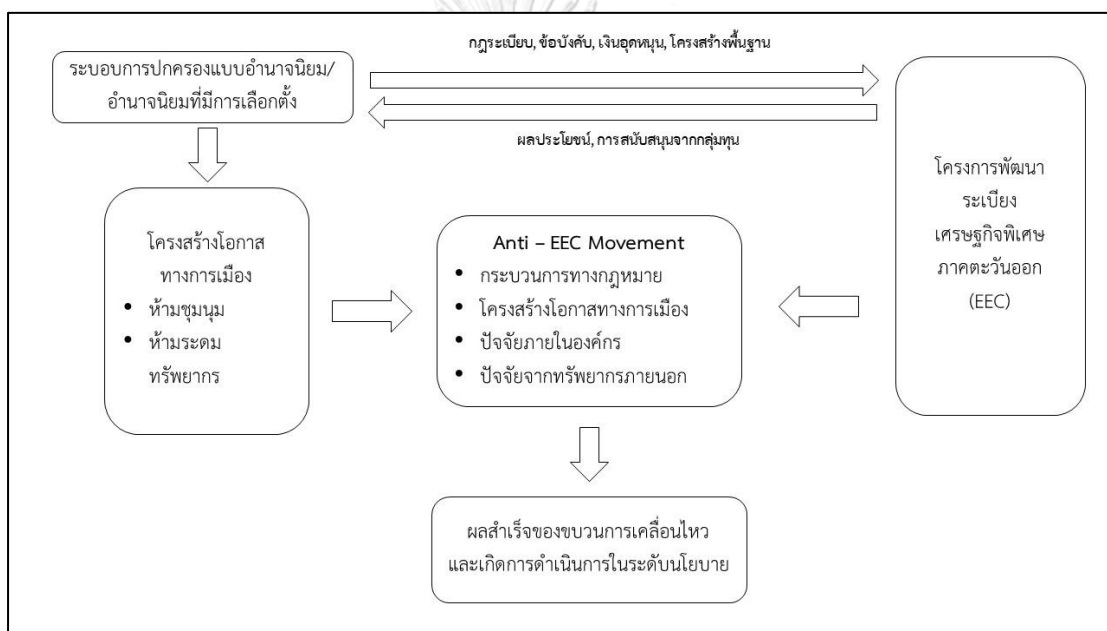 กฎระเบียบ, ข้อบังคับ, เงินอุดหนุน, โครงสร้างพื้นฐาน
ระบอบการปกครองแบบอำนาจนิยม/
อำนาจนิยมที่มีการเลือกตั้ง
ผลประโยชน์, การสนับสนุนจากกลุ่มทุน
โครงการพัฒนา
ระเบียง
เศรษฐกิจพิเศษ
ภาคตะวันออก
(EEC)
โครงสร้างโอกาส
ทางการเมือง
• ห้ามชุมนุม
• ห้ามระดม
ทรัพยากร
Anti – EEC Movement
• กระบวนการทางกฎหมาย
• โครงสร้างโอกาสทางการเมือง
• ปัจจัยภายในองค์กร
• ปัจจัยจากทรัพยากรภายนอก
ผลสำเร็จของขบวนการเคลื่อนไหว
และเกิดการดำเนินการในระดับนโยบาย